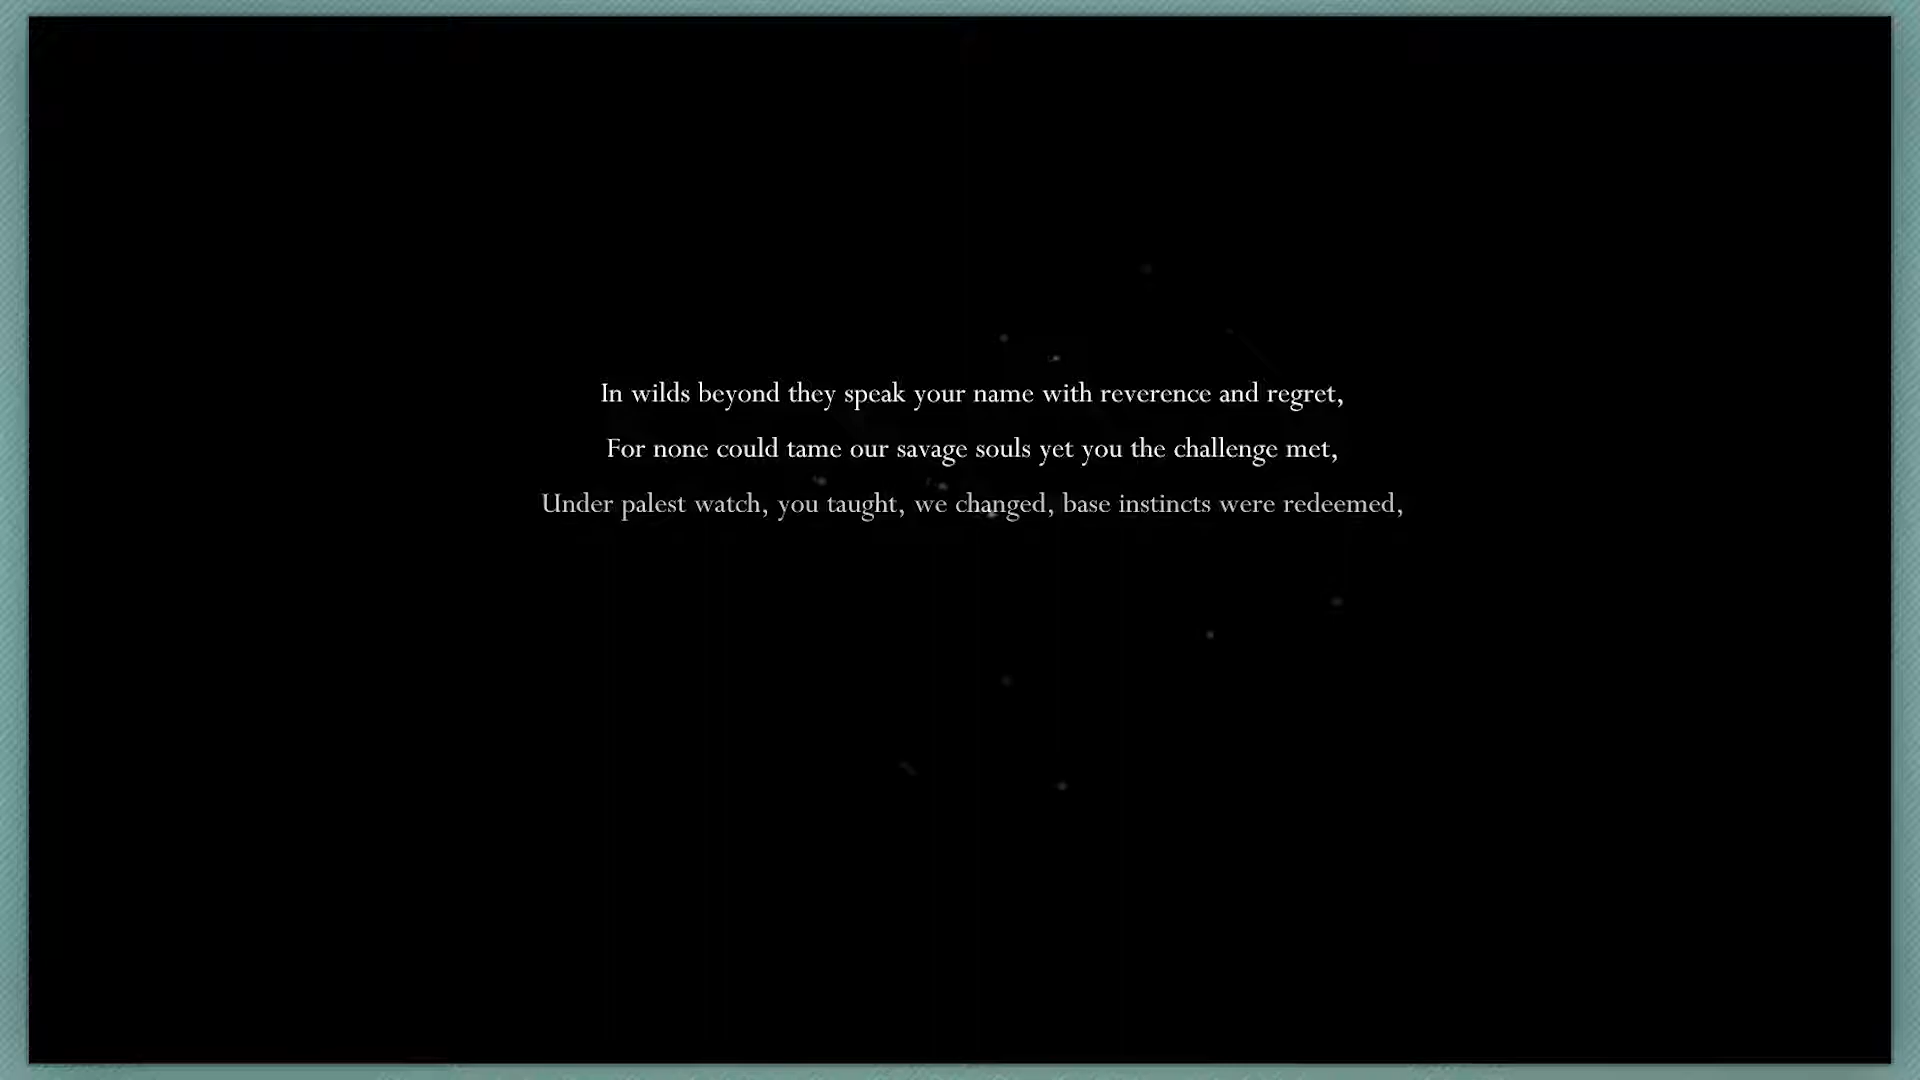 In wilds beyond they speak your name with reverence and regret,
For none could tame our savage souls yet you the challenge met,
Under palest watch, you taught, we changed, base instincts were redeemed,